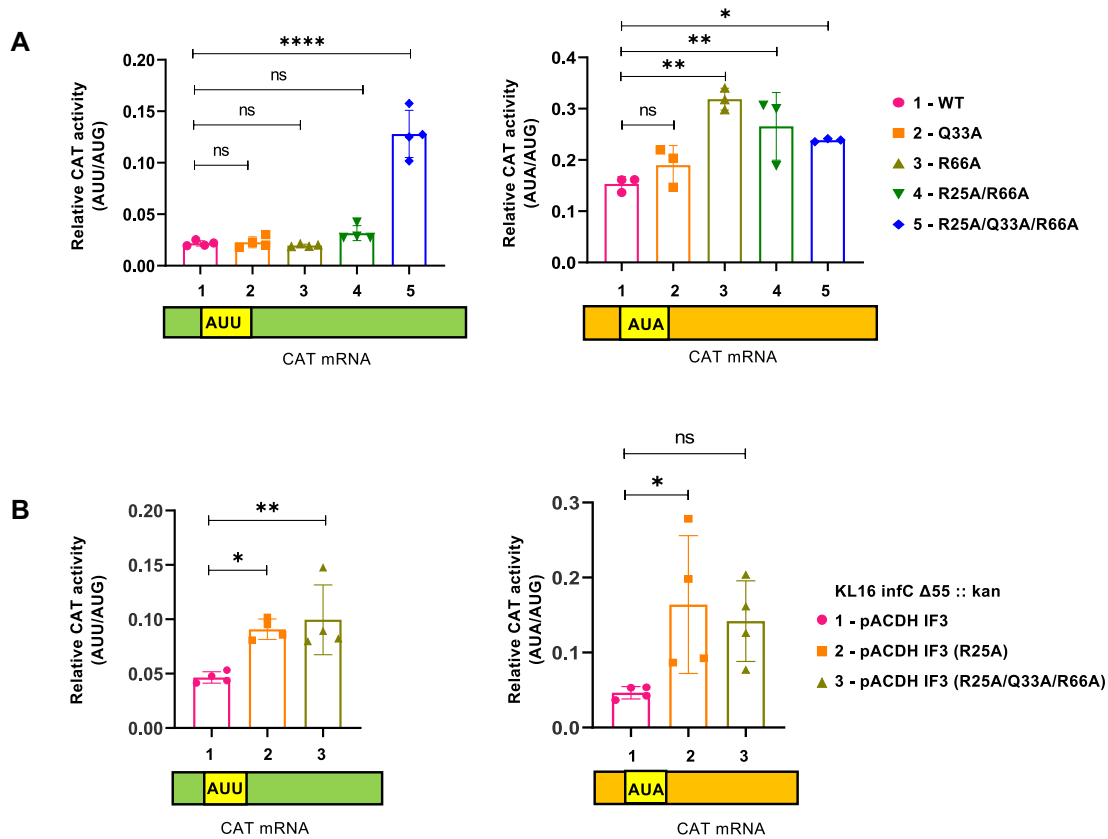 A
Relative CAT activity
(AUU/AUG)
0.20
0.15
0.10
0.05
0.00
****
ns
ns
ns
1 2 3 4 5
AUU
CAT mRNA
Relative CAT activity
(AUA/AUG)
0.4
0.3
0.2
0.1
0.0
*
**
**
ns
1 2 3 4 5
AUA
CAT mRNA
1 - WT
2 - Q33A
3 - R66A
4 - R25A/R66A
5 - R25A/Q33A/R66A
B
Relative CAT activity
(AUU/AUG)
0.20
0.15
0.10
0.05
0.00
**
*
1 2 3
AUU
CAT mRNA
Relative CAT activity
(AUA/AUG)
0.3
0.2
0.1
0.0
ns
*
1 2 3
AUA
CAT mRNA
KL16 infC Δ55 :: kan
1 - pACDH IF3
2 - pACDH IF3 (R25A)
3 - pACDH IF3 (R25A/Q33A/R66A)